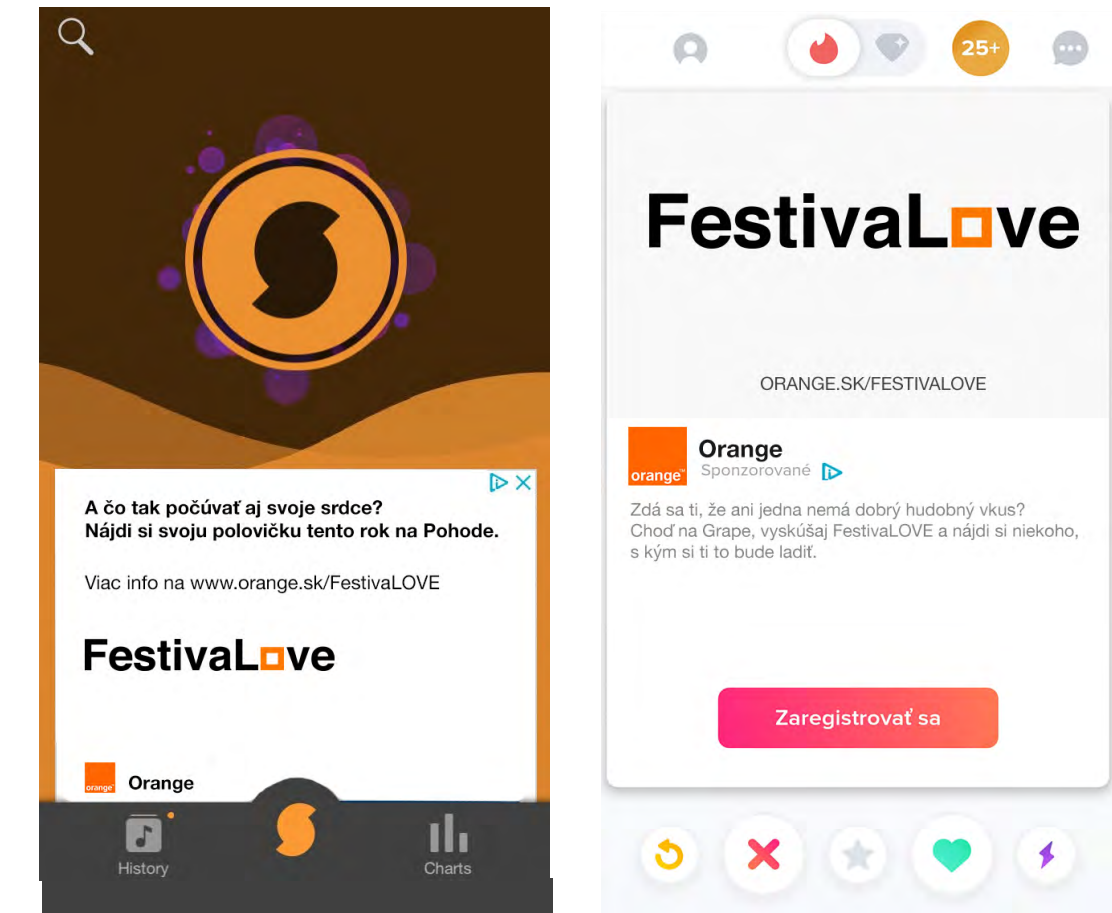 A čo tak počúvať aj svoje srdce?
Nájdi si svoju polovičku tento rok na Pohode.
Viac info na www.orange.sk/FestivaLOVE
FestivaLove
orange
Orange
History
Charts
25+
FestivaLove
ORANGE.SK/FESTIVALOVE
orange™
Orange
Sponzorované
Zdá sa ti, že ani jedna nemá dobrý hudobný vkus?
Choď na Grape, vyskúšaj FestivaLOVE a nájdi si niekoho,
s kým si ti to bude ladiť.
Zaregistrovať sa